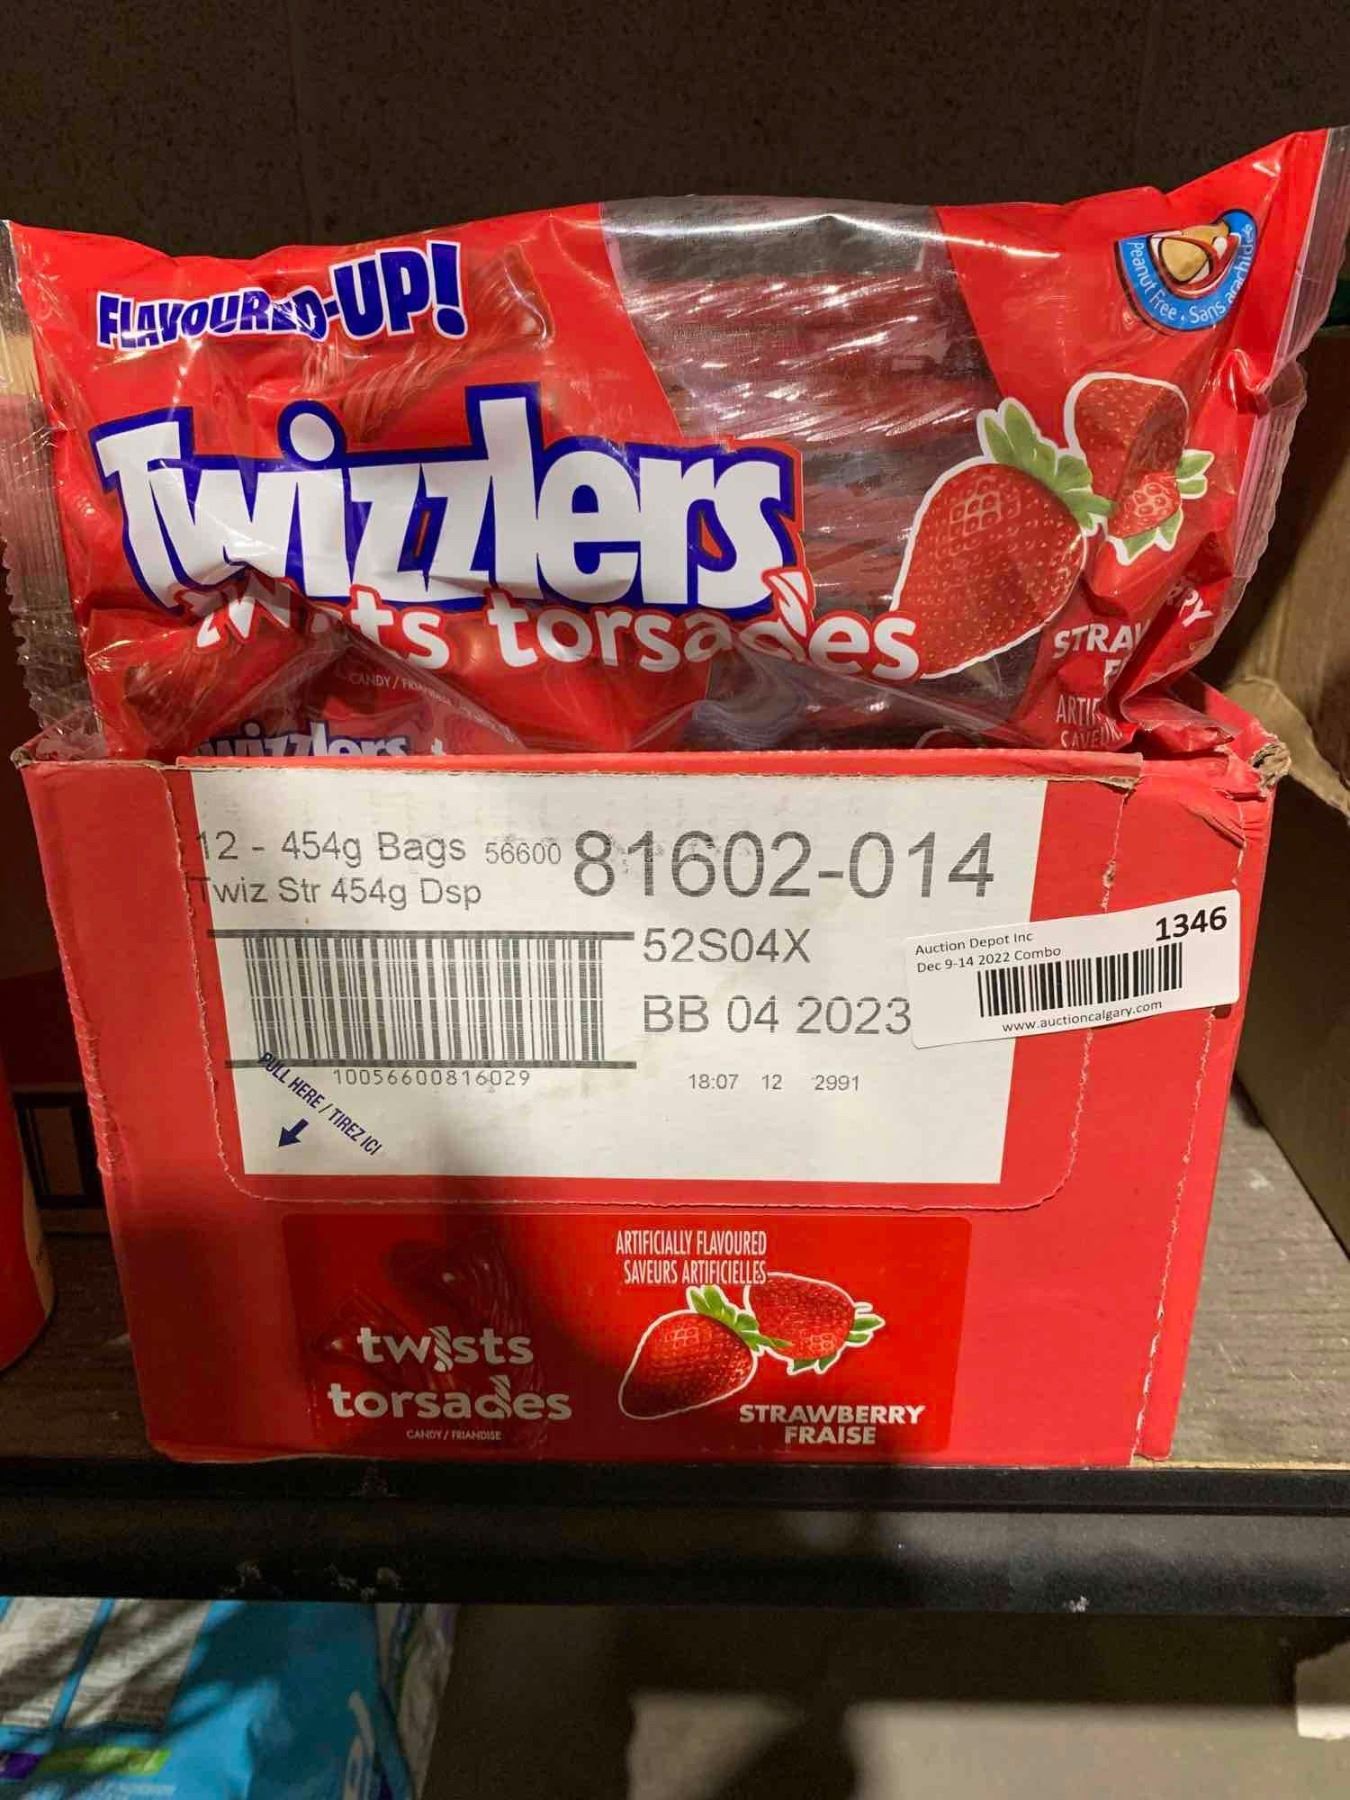 FLAVOURED-UP!
Peanut Free • Sans arachides
Twizzlers
torsades
CANDY /
ARTIF
12 - 454g Bags 56600 81602-014
Twiz Str 454g Dsp
52S04X
BB 04 2023
10056600816029
18:07 12 2991
PULL HERE / TIREZ ICI
Auction Depot Inc
1346
Dec 9-14 2022 Combo
www.auctioncalgary.com
ARTIFICIALLY FLAVOURED
SAVEURS ARTIFICIELLES
twists
torsades
CANDY / FRIANDISE
STRAWBERRY
FRAISE